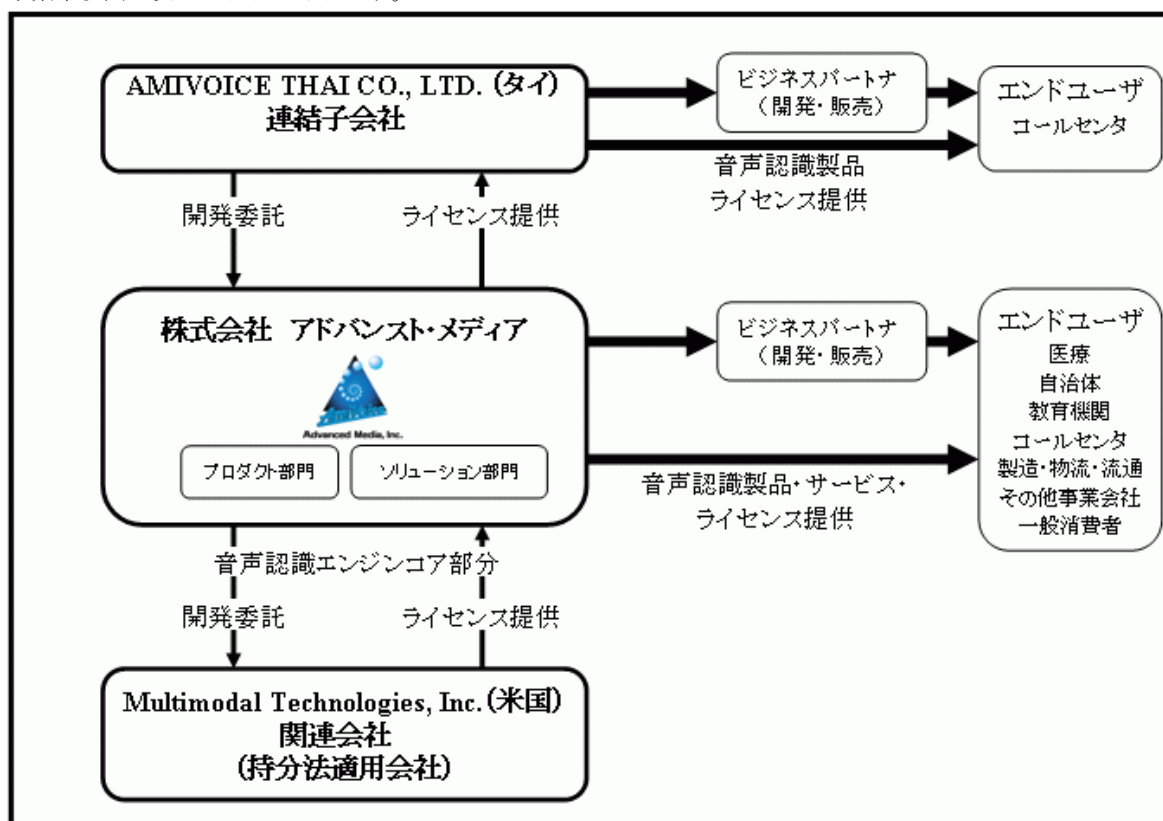 AMIVOICE THAI CO., LTD. (タイ)
連結子会社
ビジネスパートナ
（開発・販売）
エンドユーザ
コールセンタ
音声認識製品
ライセンス提供
開発委託
ライセンス提供
株式会社　アドバンスト・メディア
Advanced Media, Inc.
プロダクト部門
ソリューション部門
ビジネスパートナ
（開発・販売）
エンドユーザ
医療
自治体
教育機関
コールセンタ
製造・物流・流通
その他事業会社
一般消費者
音声認識製品・サービス・
ライセンス提供
音声認識エンジンコア部分
開発委託
ライセンス提供
Multimodal Technologies, Inc.(米国)
関連会社
(持分法適用会社)